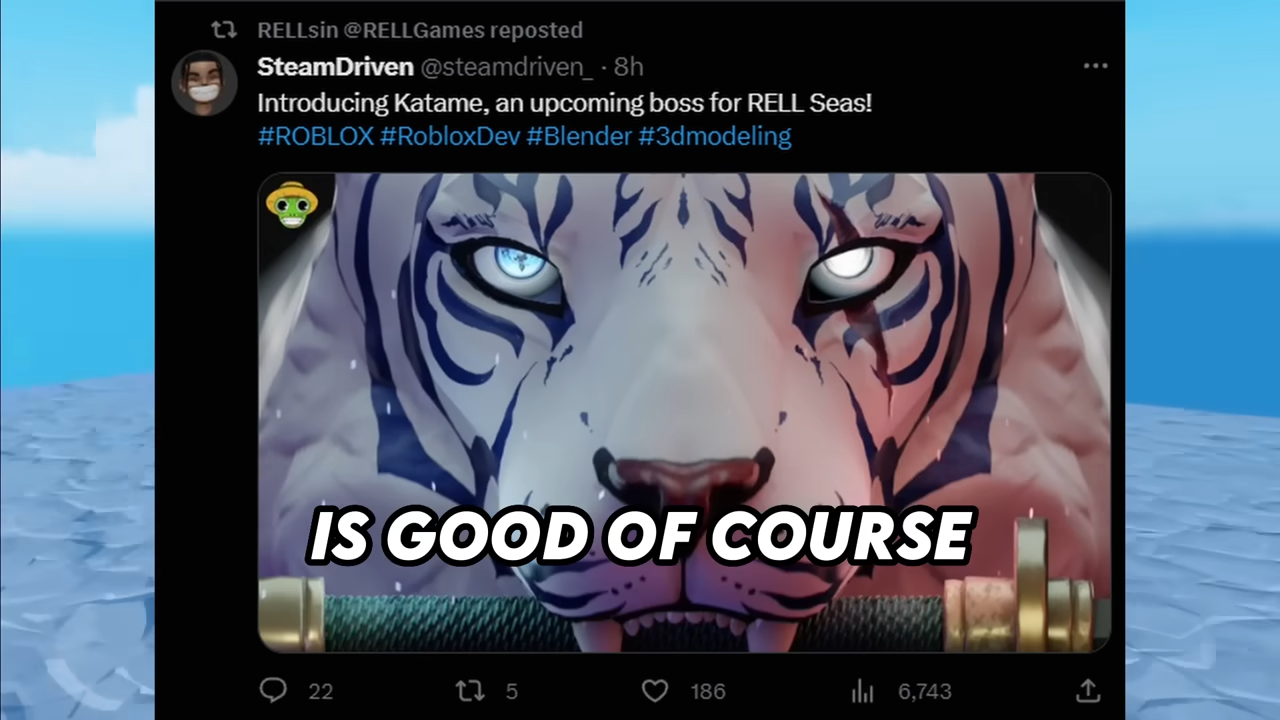 RELLsin @RELLGames reposted
SteamDriven @steamdriven_ · 8h
Introducing Katame, an upcoming boss for RELL Seas!
#ROBLOX #RobloxDev #Blender #3dmodeling
IS GOOD OF COURSE
22 5 186 6,743